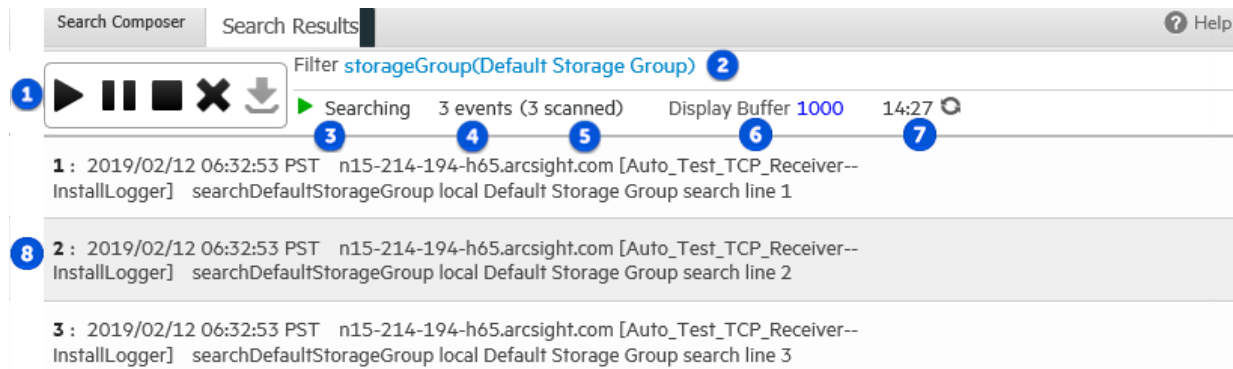 Search Composer Search Results Help
Filter storageGroup(Default Storage Group) 2
1
Searching 3 events (3 scanned) Display Buffer 1000 14:27
3 4 5 6 7
1 : 2019/02/12 06:32:53 PST n15-214-194-h65.arcsight.com [Auto_Test_TCP_Receiver--
InstallLogger] searchDefaultStorageGroup local Default Storage Group search line 1
8
2 : 2019/02/12 06:32:53 PST n15-214-194-h65.arcsight.com [Auto_Test_TCP_Receiver--
InstallLogger] searchDefaultStorageGroup local Default Storage Group search line 2
3 : 2019/02/12 06:32:53 PST n15-214-194-h65.arcsight.com [Auto_Test_TCP_Receiver--
InstallLogger] searchDefaultStorageGroup local Default Storage Group search line 3